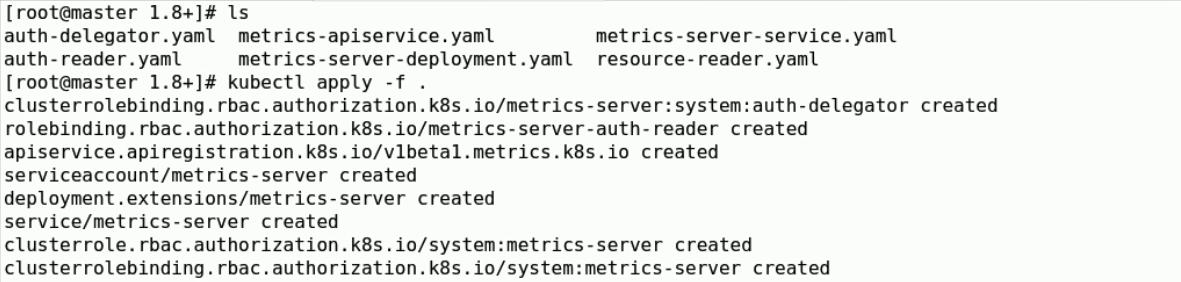 [root@master 1.8+]# ls
auth-delegator.yaml  metrics-apiservice.yaml         metrics-server-service.yaml
auth-reader.yaml     metrics-server-deployment.yaml  resource-reader.yaml
[root@master 1.8+]# kubectl apply -f .
clusterrolebinding.rbac.authorization.k8s.io/metrics-server:system:auth-delegator created
rolebinding.rbac.authorization.k8s.io/metrics-server-auth-reader created
apiservice.apiregistration.k8s.io/v1beta1.metrics.k8s.io created
serviceaccount/metrics-server created
deployment.extensions/metrics-server created
service/metrics-server created
clusterrole.rbac.authorization.k8s.io/system:metrics-server created
clusterrolebinding.rbac.authorization.k8s.io/system:metrics-server created